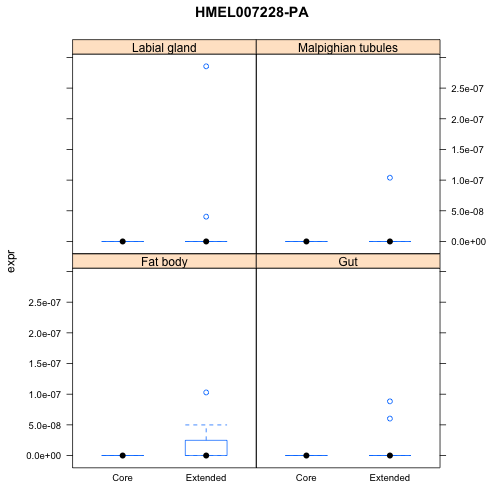 HMEL007228-PA
Labial gland
Malpighian tubules
2.5e-07
2.0e-07
1.5e-07
1.0e-07
5.0e-08
0.0e+00
expr
Fat body
Gut
2.5e-07
2.0e-07
1.5e-07
1.0e-07
5.0e-08
0.0e+00
Core
Extended
Core
Extended